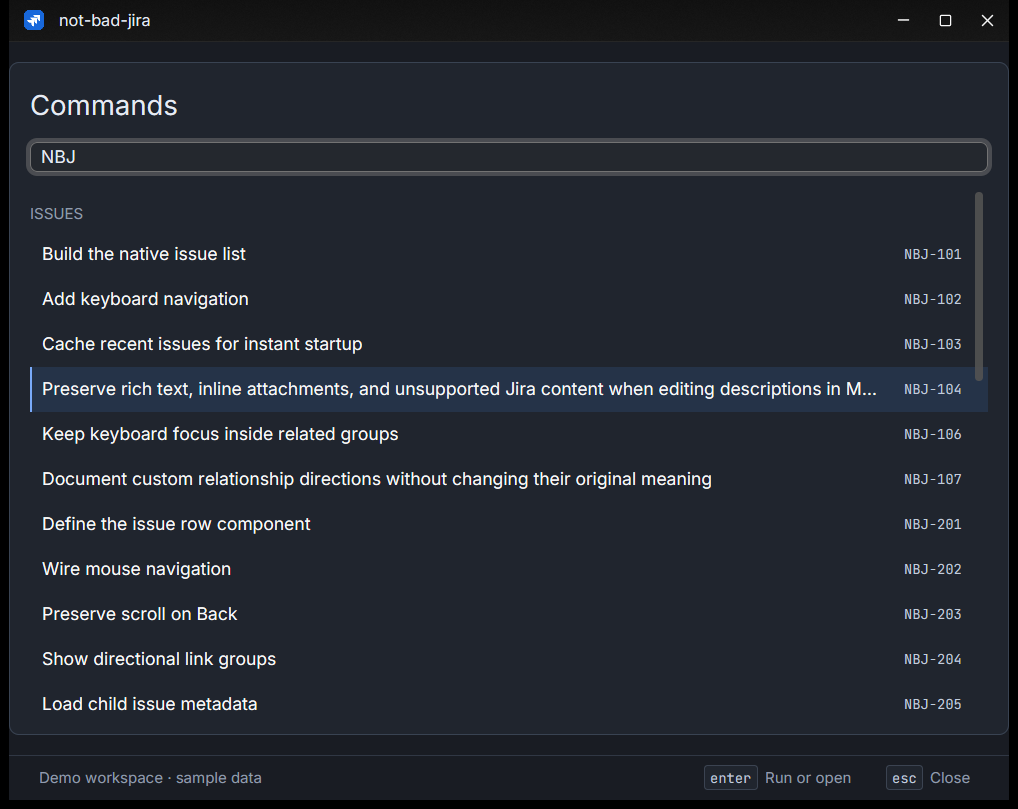 not-bad-jira
Commands
NBJ
ISSUES
Build the native issue list NBJ-101
Add keyboard navigation NBJ-102
Cache recent issues for instant startup NBJ-103
Preserve rich text, inline attachments, and unsupported Jira content when editing descriptions in M... NBJ-104
Keep keyboard focus inside related groups NBJ-106
Document custom relationship directions without changing their original meaning NBJ-107
Define the issue row component NBJ-201
Wire mouse navigation NBJ-202
Preserve scroll on Back NBJ-203
Show directional link groups NBJ-204
Load child issue metadata NBJ-205
Demo workspace · sample data enter Run or open esc Close